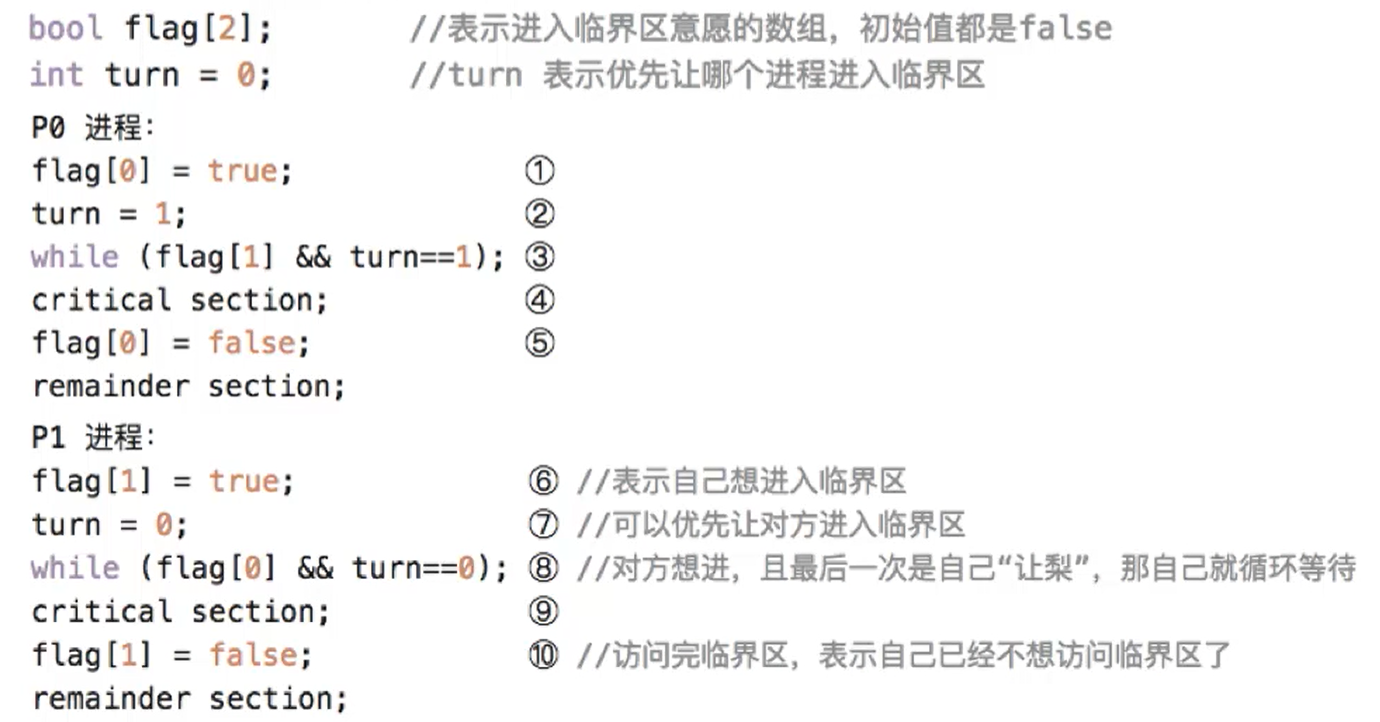 bool flag[2];        //表示进入临界区意愿的数组，初始值都是false
int turn = 0;        //turn 表示优先让哪个进程进入临界区
P0 进程：
flag[0] = true;              ①
turn = 1;                    ②
while (flag[1] && turn==1);  ③
critical section;            ④
flag[0] = false;             ⑤
remainder section;
P1 进程：
flag[1] = true;              ⑥ //表示自己想进入临界区
turn = 0;                    ⑦ //可以优先让对方进入临界区
while (flag[0] && turn==0);  ⑧ //对方想进，且最后一次是自己“让梨”，那自己就循环等待
critical section;            ⑨
flag[1] = false;             ⑩ //访问完临界区，表示自己已经不想访问临界区了
remainder section;